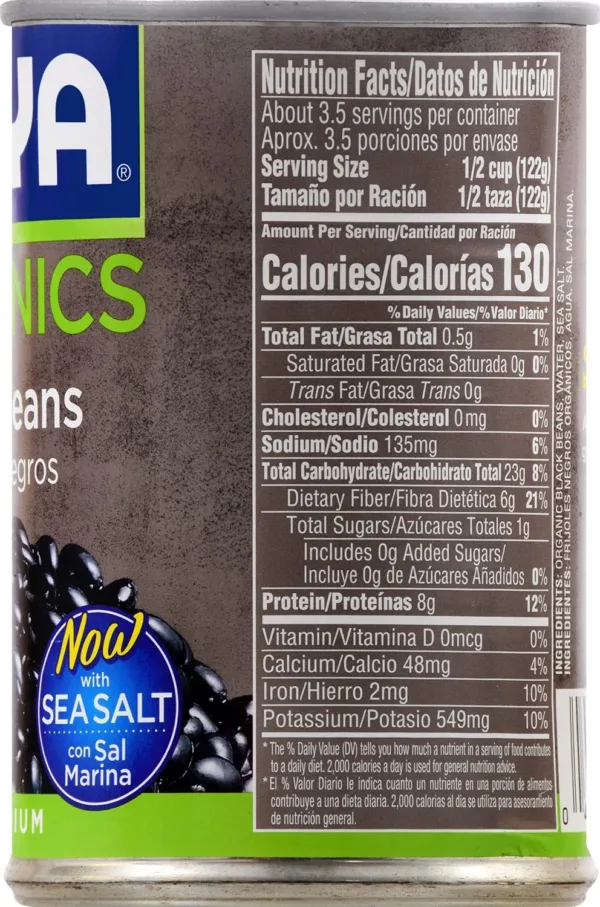 YA®
NICS
eans
egros
Now
with
SEA SALT
con Sal
Marina
IUM
Nutrition Facts/Datos de Nutrición
About 3.5 servings per container
Aprox. 3.5 porciones por envase
Serving Size 1/2 cup (122g)
Tamaño por Ración 1/2 taza (122g)
Amount Per Serving/Cantidad por Ración
Calories/Calorías 130
% Daily Values/% Valor Diario*
Total Fat/Grasa Total 0.5g 1%
Saturated Fat/Grasa Saturada 0g 0%
Trans Fat/Grasa Trans 0g
Cholesterol/Colesterol 0mg 0%
Sodium/Sodio 135mg 6%
Total Carbohydrate/Carbohidrato Total 23g 8%
Dietary Fiber/Fibra Dietética 6g 21%
Total Sugars/Azúcares Totales 1g
Includes 0g Added Sugars/
Incluye 0g de Azúcares Añadidos 0%
Protein/Proteínas 8g 12%
Vitamin/Vitamina D 0mcg 0%
Calcium/Calcio 48mg 4%
Iron/Hierro 2mg 10%
Potassium/Potasio 549mg 10%
* The % Daily Value (DV) tells you how much a nutrient in a serving of food contributes
to a daily diet. 2,000 calories a day is used for general nutrition advice.
* El % Valor Diario le indica cuanto un nutriente en una porción de alimentos
contribuye a una dieta diaria. 2,000 calorías al día se utiliza para asesoramiento
de nutrición general.
INGREDIENTS: ORGANIC BLACK BEANS, WATER, SEA SALT.
INGREDIENTES: FRIJOLES NEGROS ORGÁNICOS, AGUA, SAL MARINA.
0